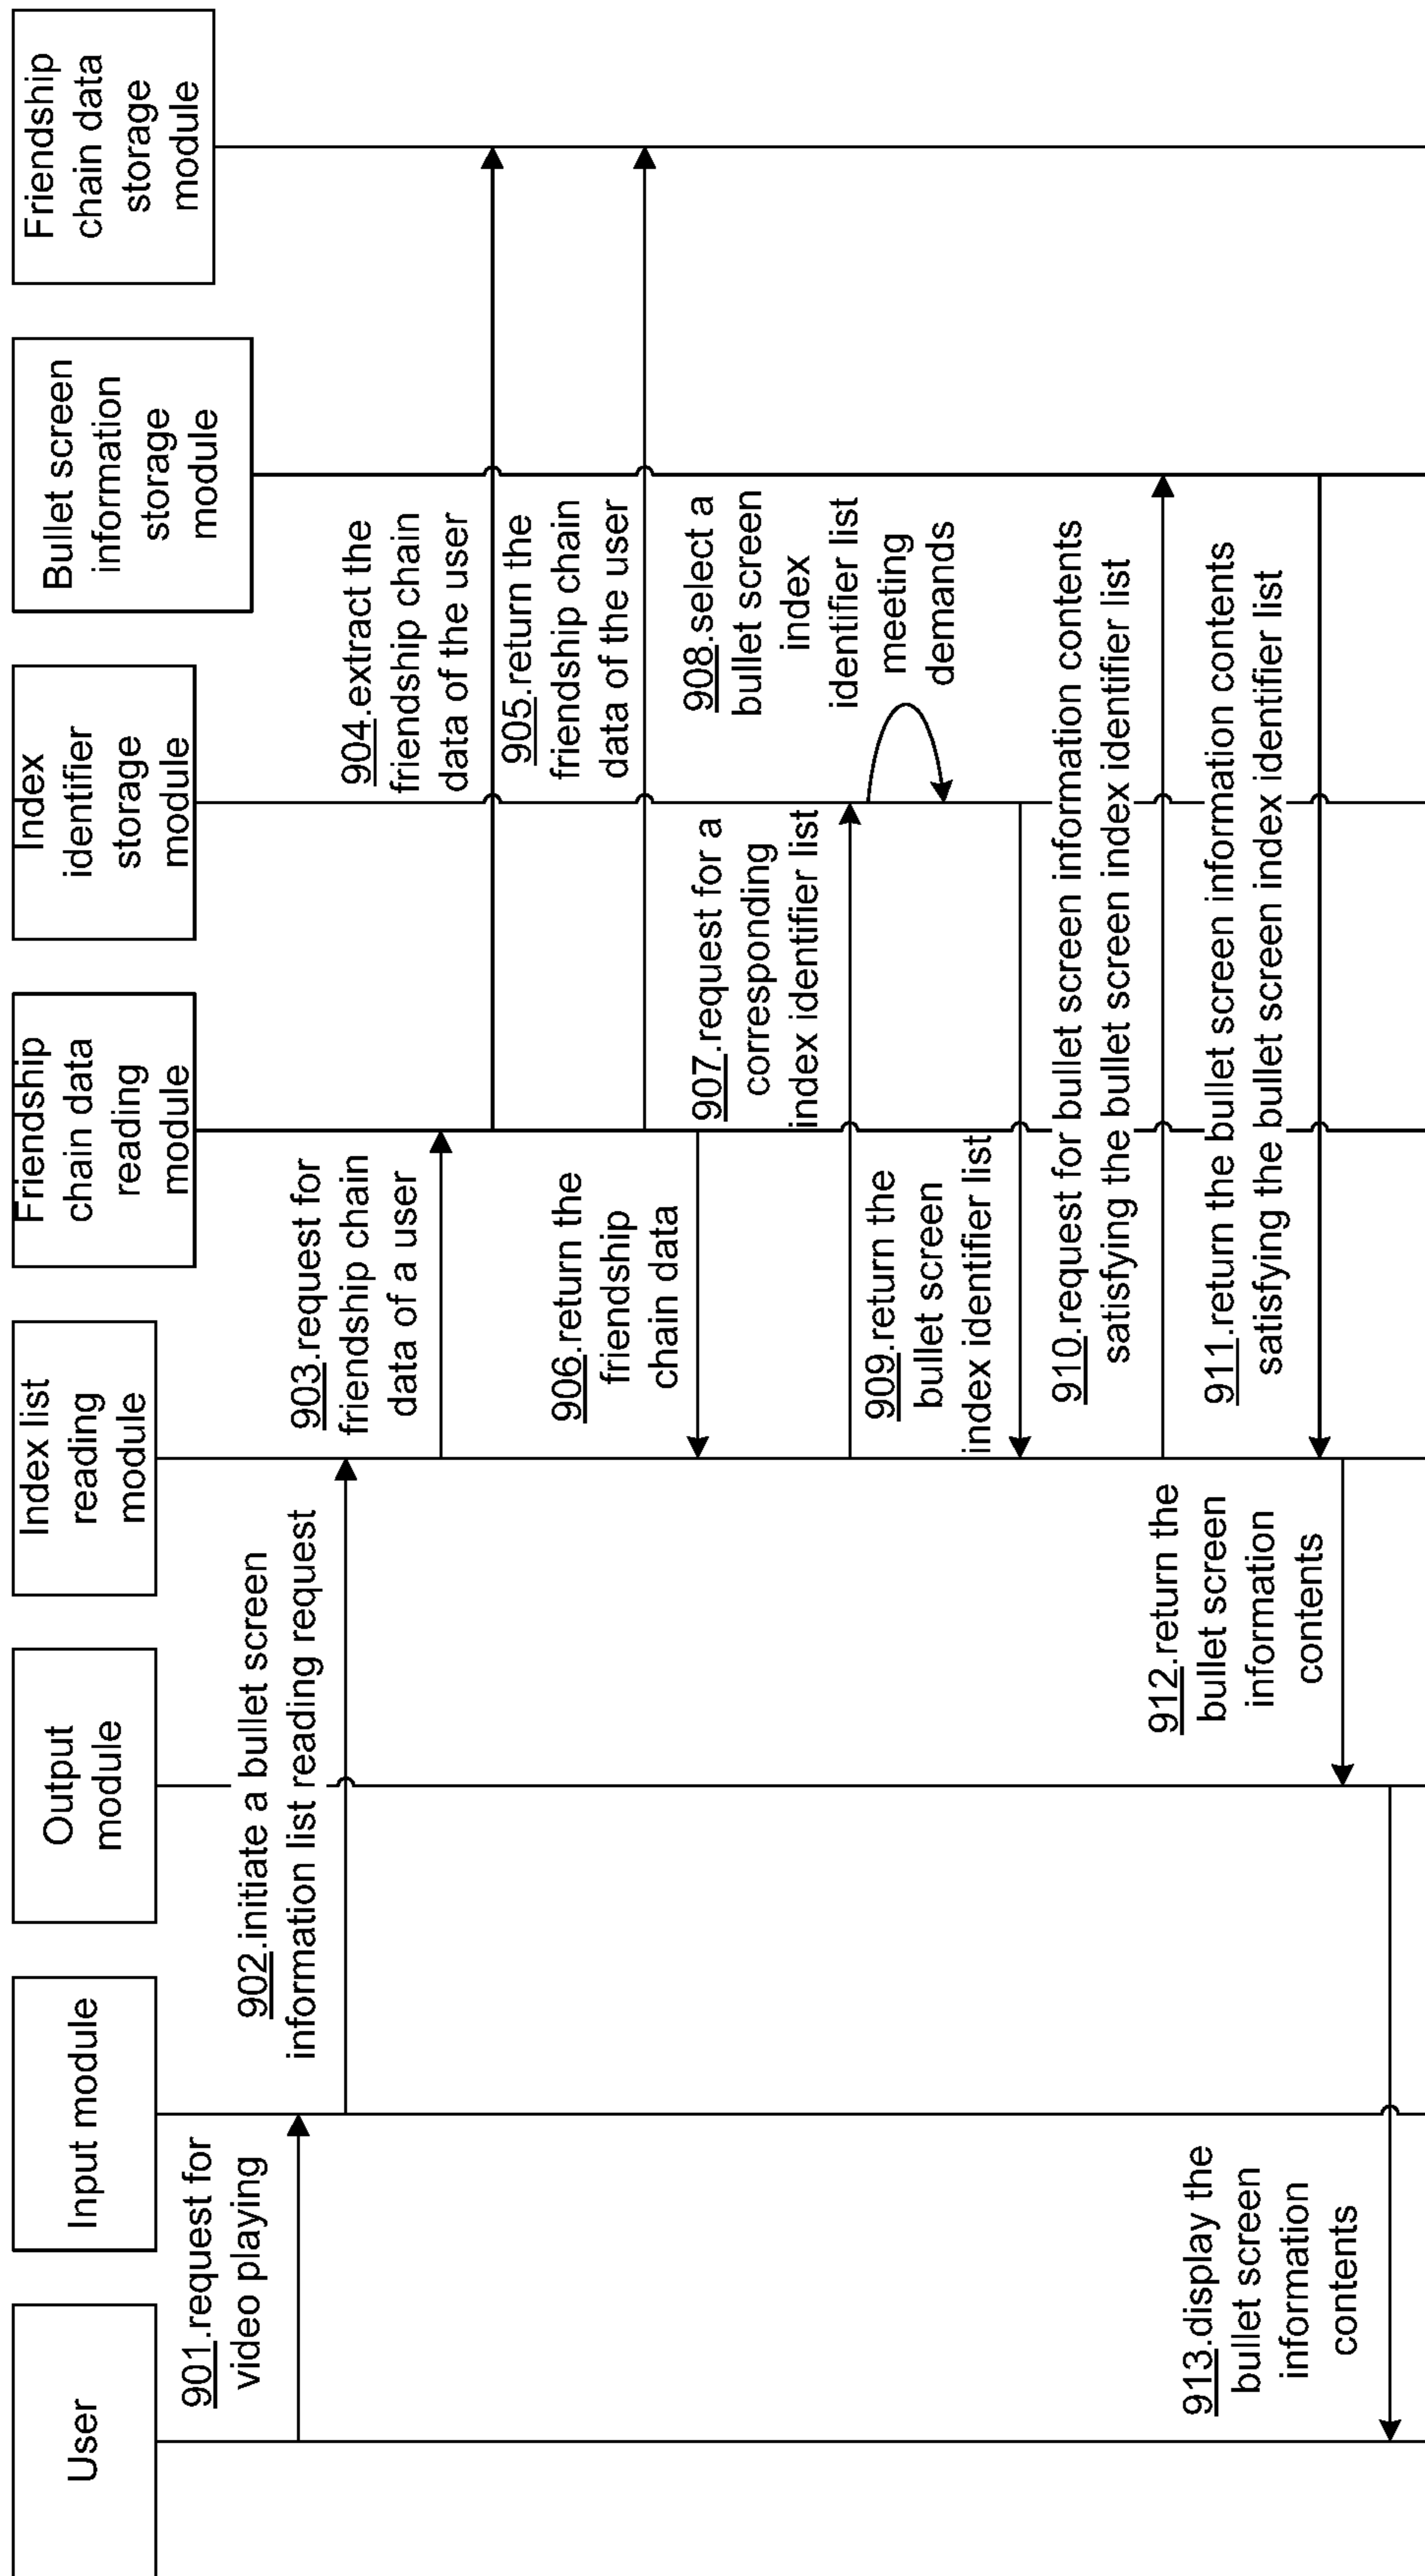 User
Input module
Output
module
Index list
reading
module
Friendship
chain data
reading
module
Index
identifier
storage
module
Bullet screen
information
storage
module
Friendship
chain data
storage
module
901.request for
video playing
902.initiate a bullet screen
information list reading request
903.request for
friendship chain
data of a user
904.extract the
friendship chain
data of the user
905.return the
friendship chain
data of the user
906.return the
friendship
chain data
907.request for a
corresponding
index identifier list
908.select a
bullet screen
index
identifier list
meeting
demands
909.return the
bullet screen
index identifier list
910.request for bullet screen information contents
satisfying the bullet screen index identifier list
911.return the bullet screen information contents
satisfying the bullet screen index identifier list
912.return the
bullet screen
information
contents
913.display the
bullet screen
information
contents